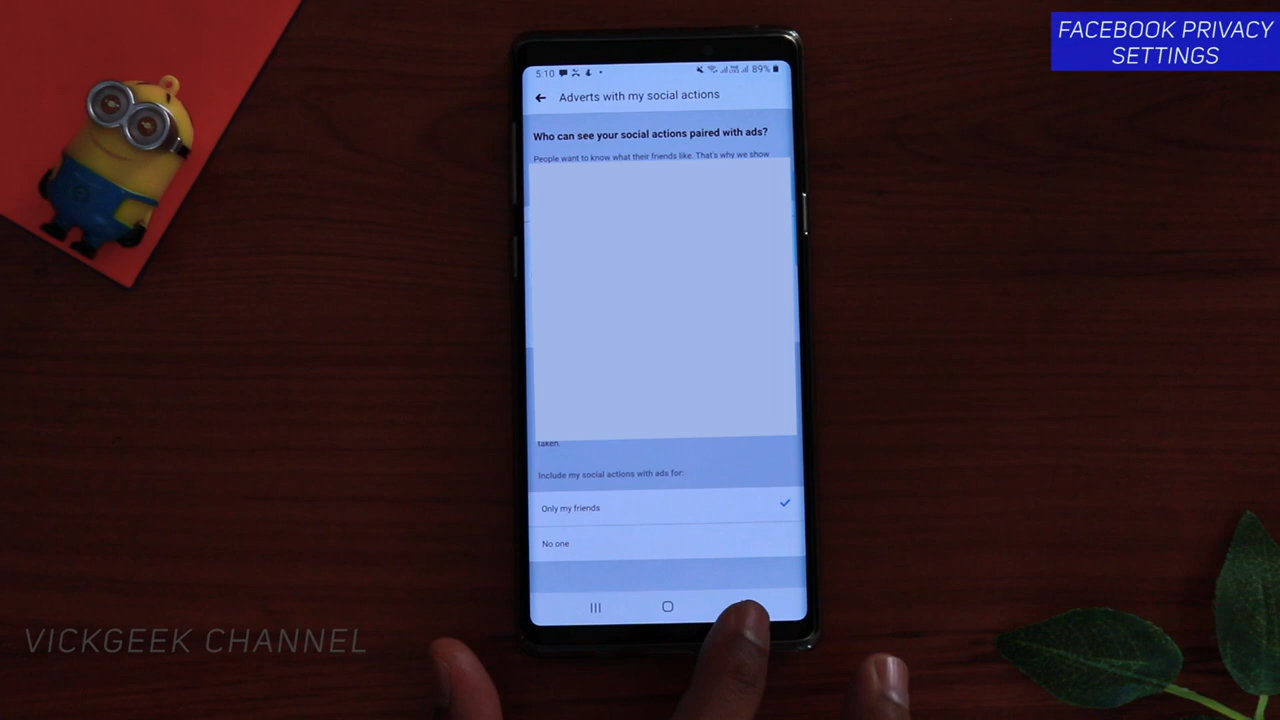 FACEBOOK PRIVACY
SETTINGS
5:10
89%
Adverts with my social actions
Who can see your social actions paired with ads?
People want to know what their friends like. That's why we show
taken.
Include my social actions with ads for:
Only my friends
No one
VICKGEEK CHANNEL